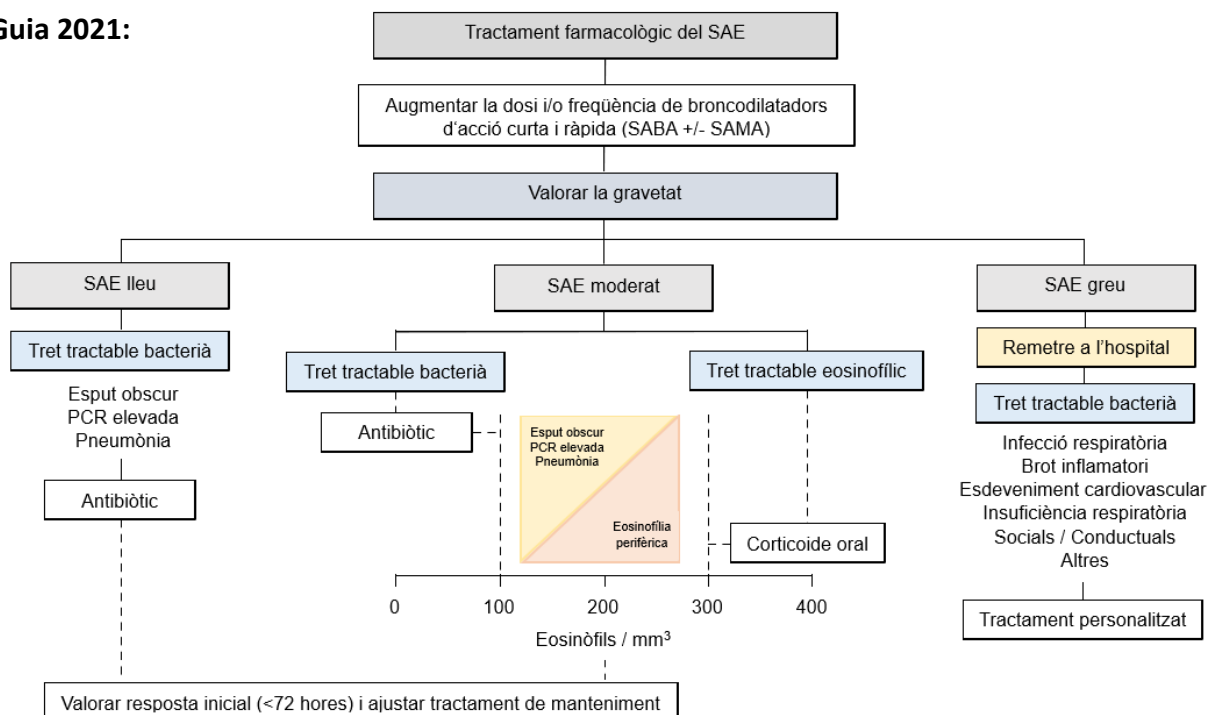 Guia 2021:
Tractament farmacològic del SAE
Augmentar la dosi i/o freqüència de broncodilatadors
d'acció curta i ràpida (SABA +/- SAMA)
Valorar la gravetat
SAE lleu
SAE moderat
SAE greu
Tret tractable bacterià
Esput obscur
PCR elevada
Pneumònia
Antibiòtic
Tret tractable bacterià
Antibiòtic
Tret tractable eosinofílic
Esput obscur
PCR elevada
Pneumònia
Eosinofília
perifèrica
Corticoide oral
0 100 200 300 400
Eosinòfils / mm³
Remetre a l'hospital
Tret tractable bacterià
Infecció respiratòria
Brot inflamatori
Esdeveniment cardiovascular
Insuficiència respiratòria
Socials / Conductuals
Altres
Tractament personalitzat
Valorar resposta inicial (<72 hores) i ajustar tractament de manteniment